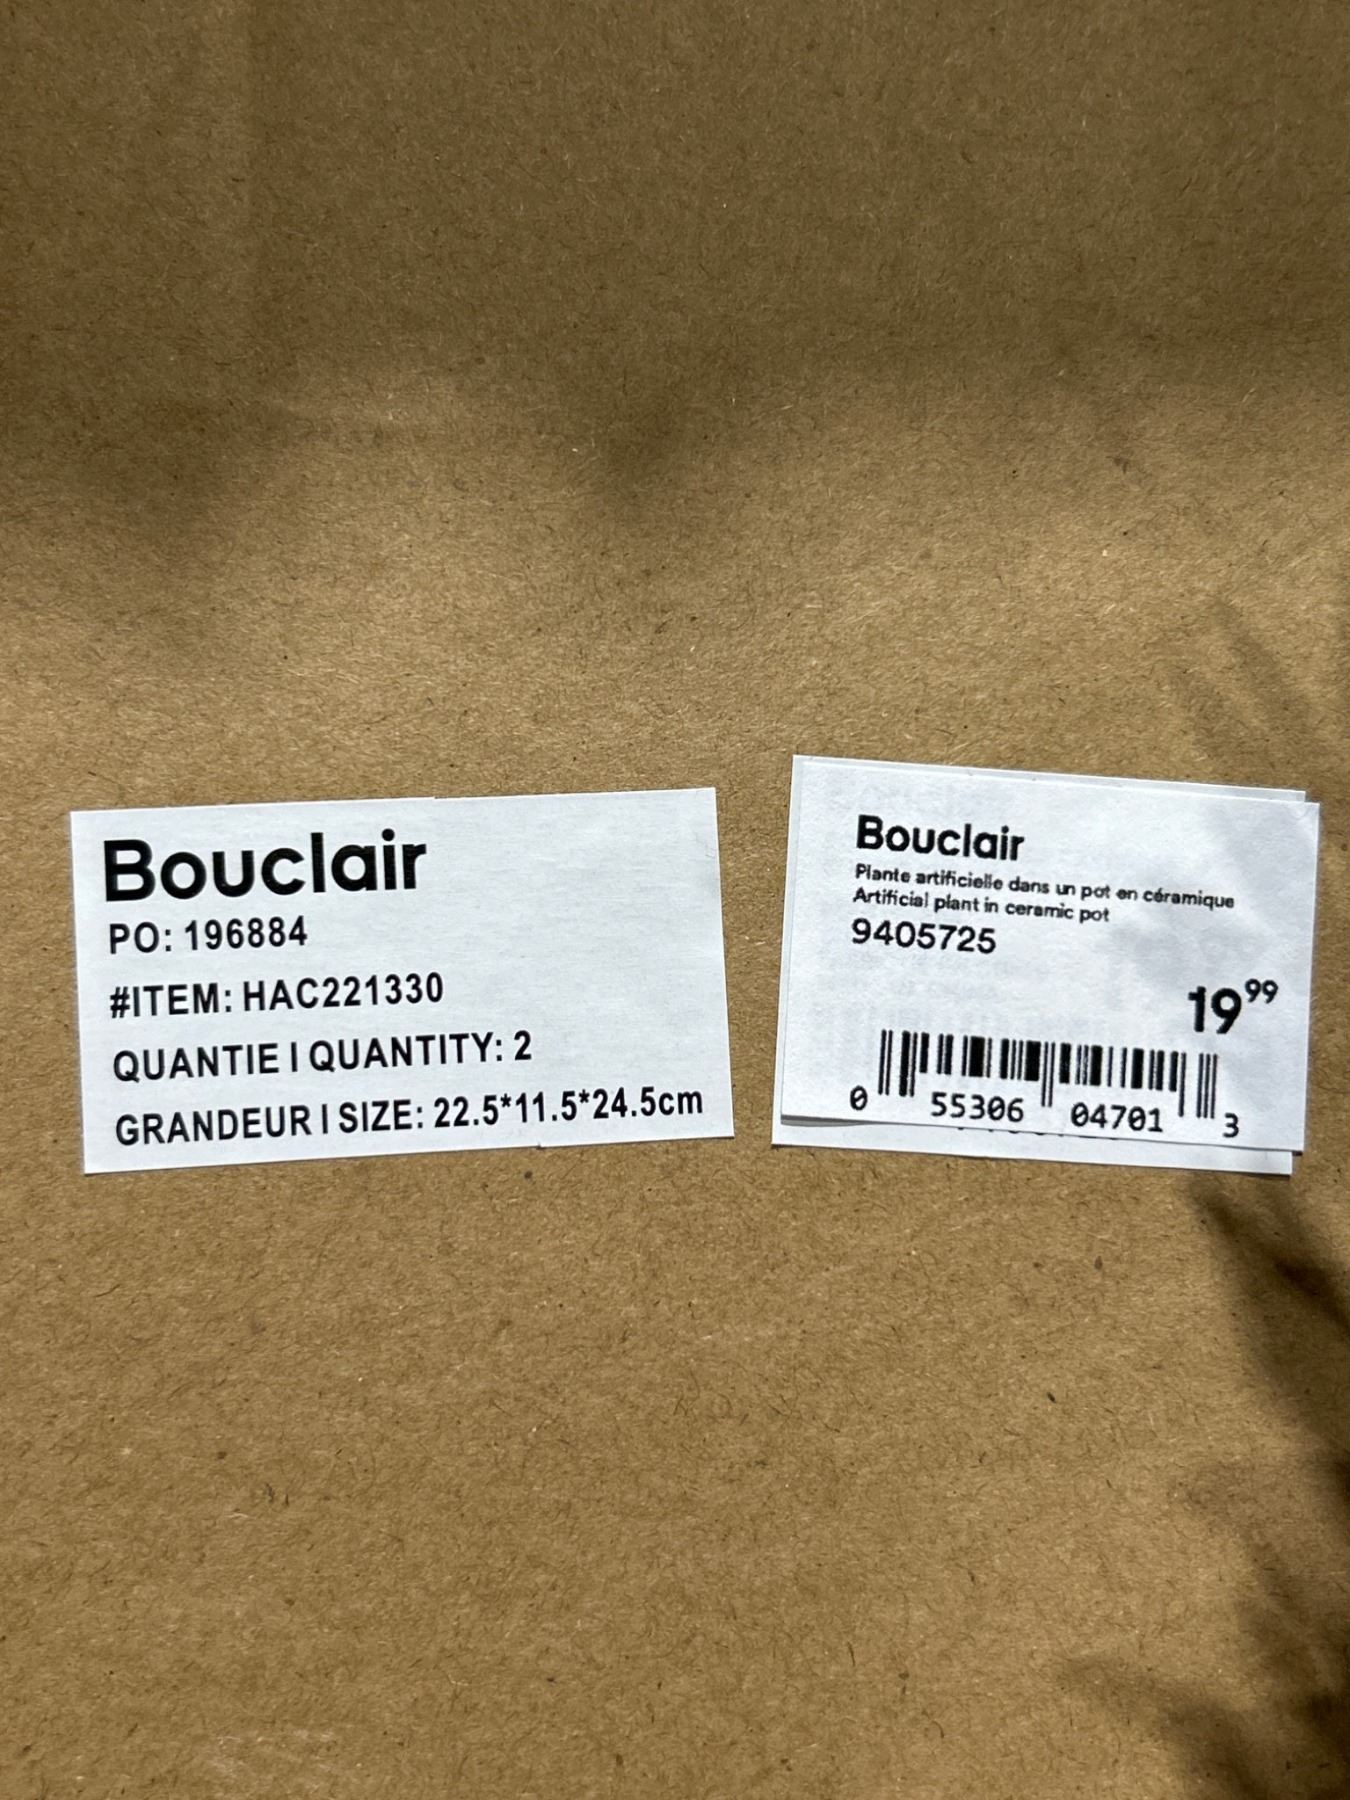 Bouclair
PO: 196884
#ITEM: HAC221330
QUANTIE | QUANTITY: 2
GRANDEUR | SIZE: 22.5*11.5*24.5cm
Bouclair
Plante artificielle dans un pot en céramique
Artificial plant in ceramic pot
9405725
19 99
0 55306 04701 3